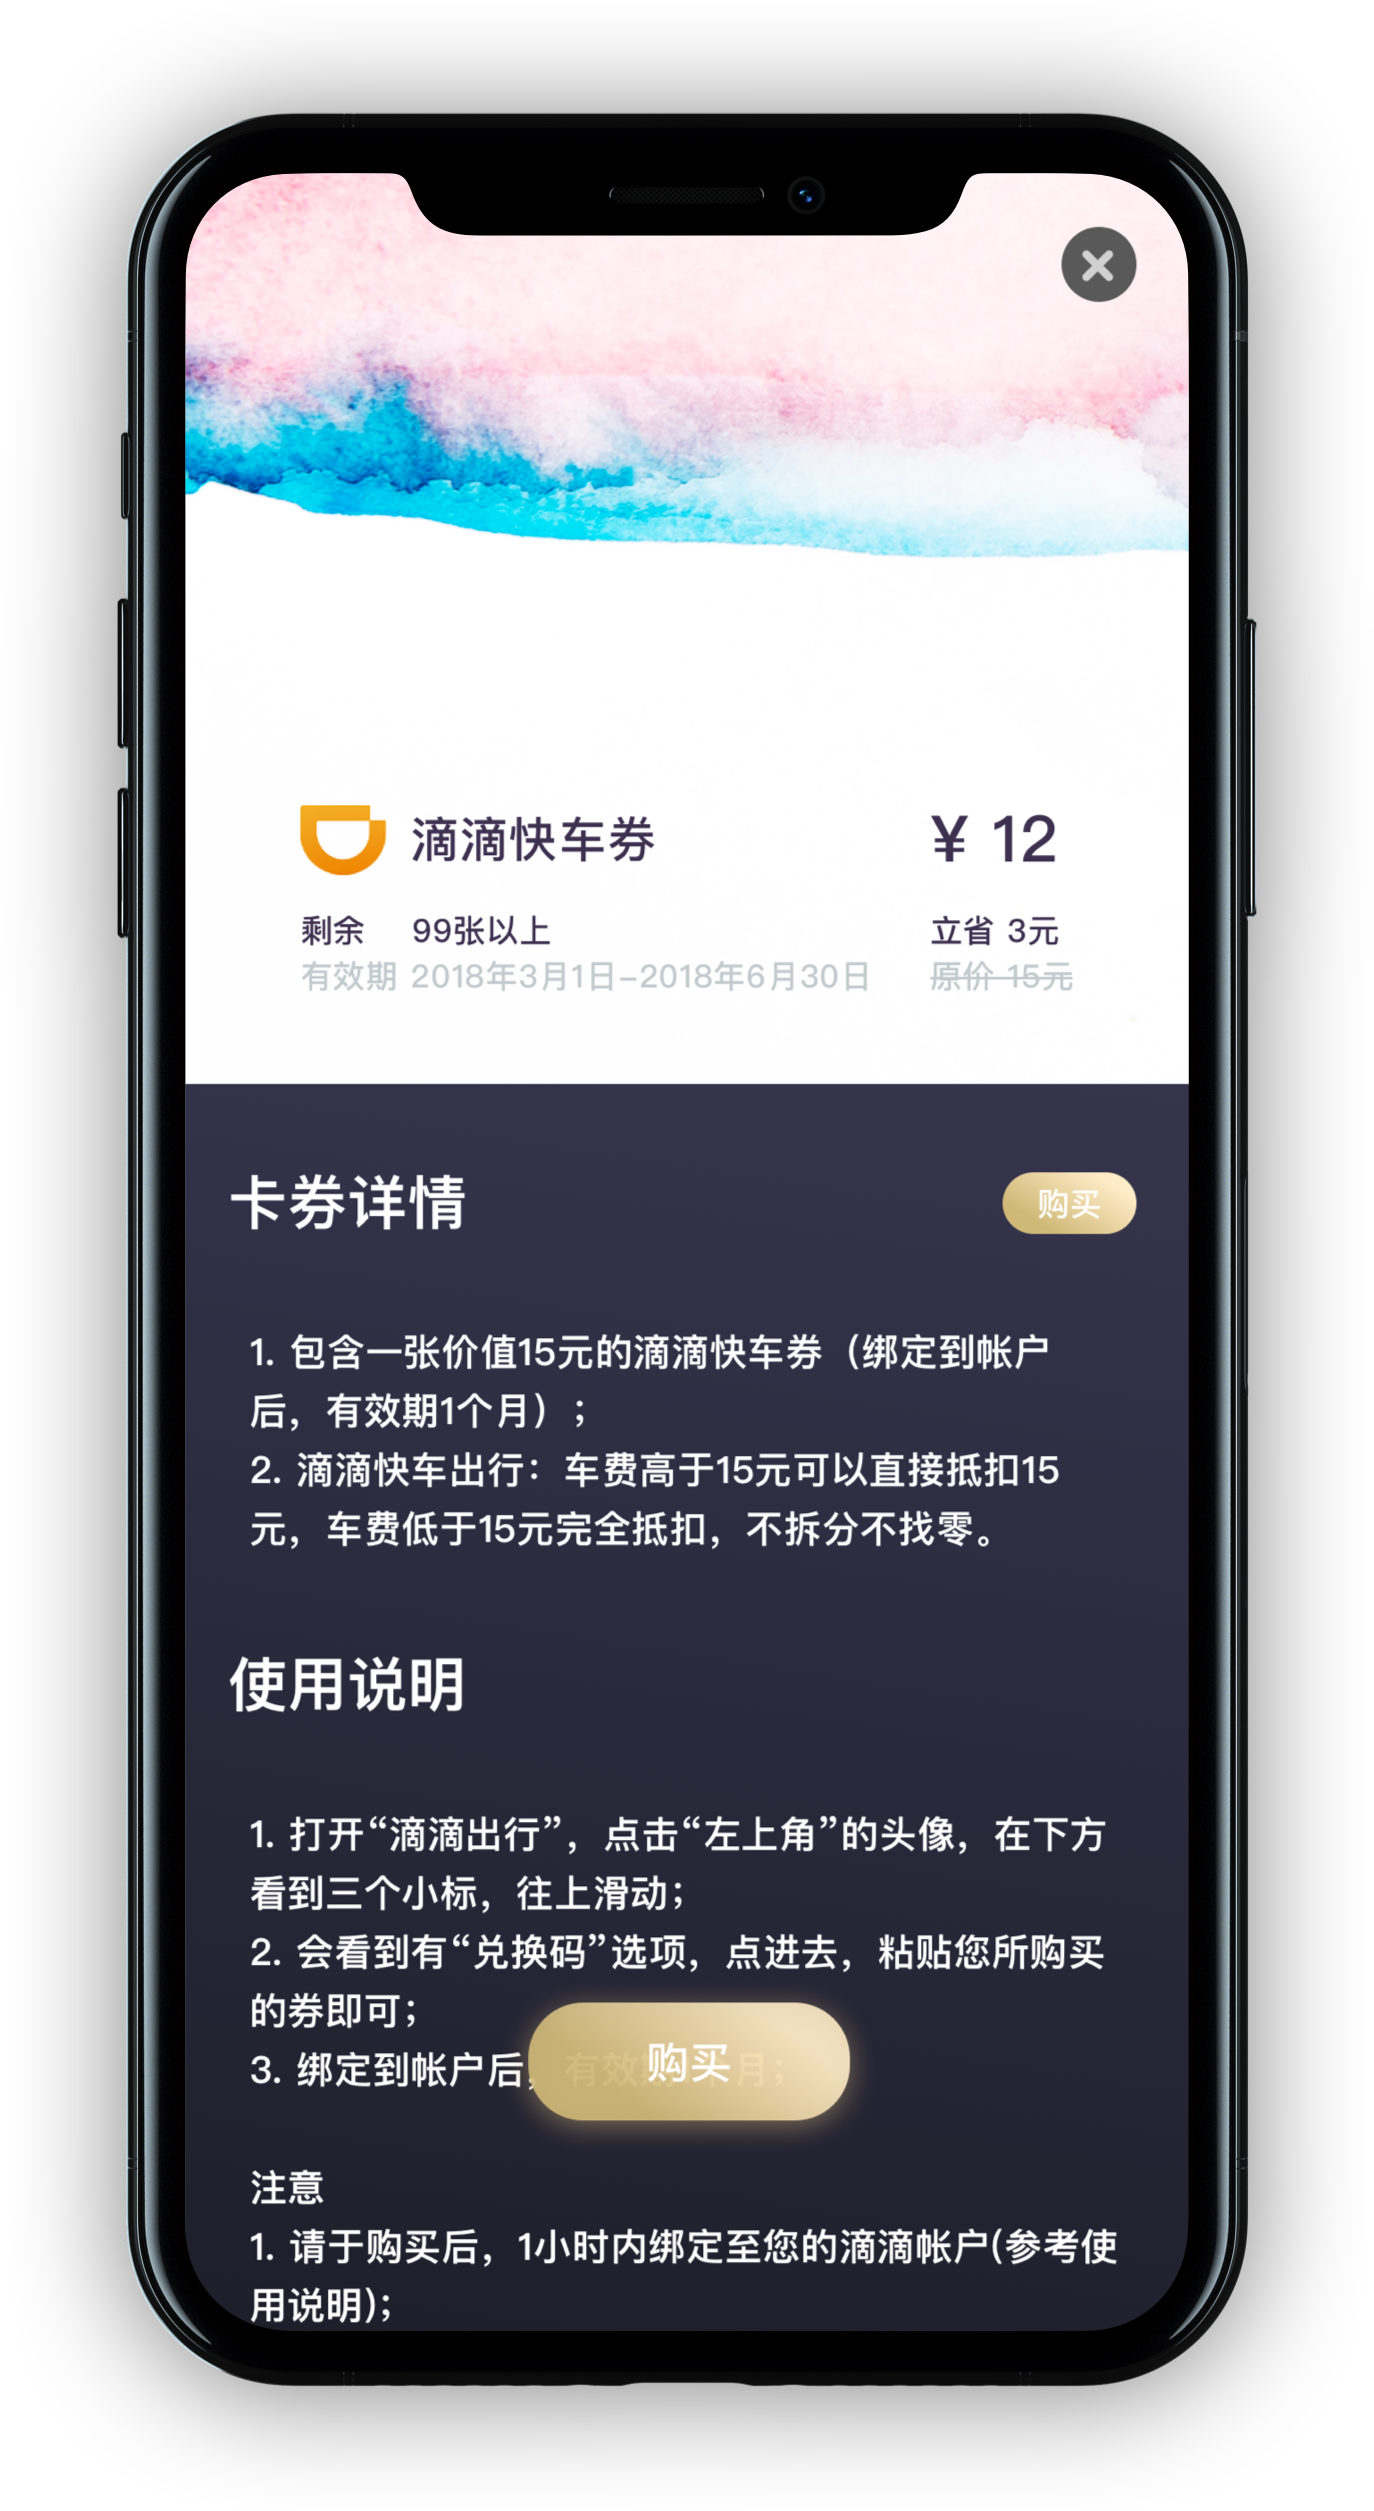 滴滴快车券
¥ 12
剩余 99张以上
立省 3元
有效期 2018年3月1日-2018年6月30日
原价 15元
卡券详情
购买
1. 包含一张价值15元的滴滴快车券（绑定到帐户
后，有效期1个月）；
2. 滴滴快车出行：车费高于15元可以直接抵扣15
元，车费低于15元完全抵扣，不拆分不找零。
使用说明
1. 打开“滴滴出行”，点击“左上角”的头像，在下方
看到三个小标，往上滑动；
2. 会看到有“兑换码”选项，点进去，粘贴您所购买
的券即可；
3. 绑定到帐户后，有效 月；
购买
注意
1. 请于购买后，1小时内绑定至您的滴滴帐户(参考使
用说明)；